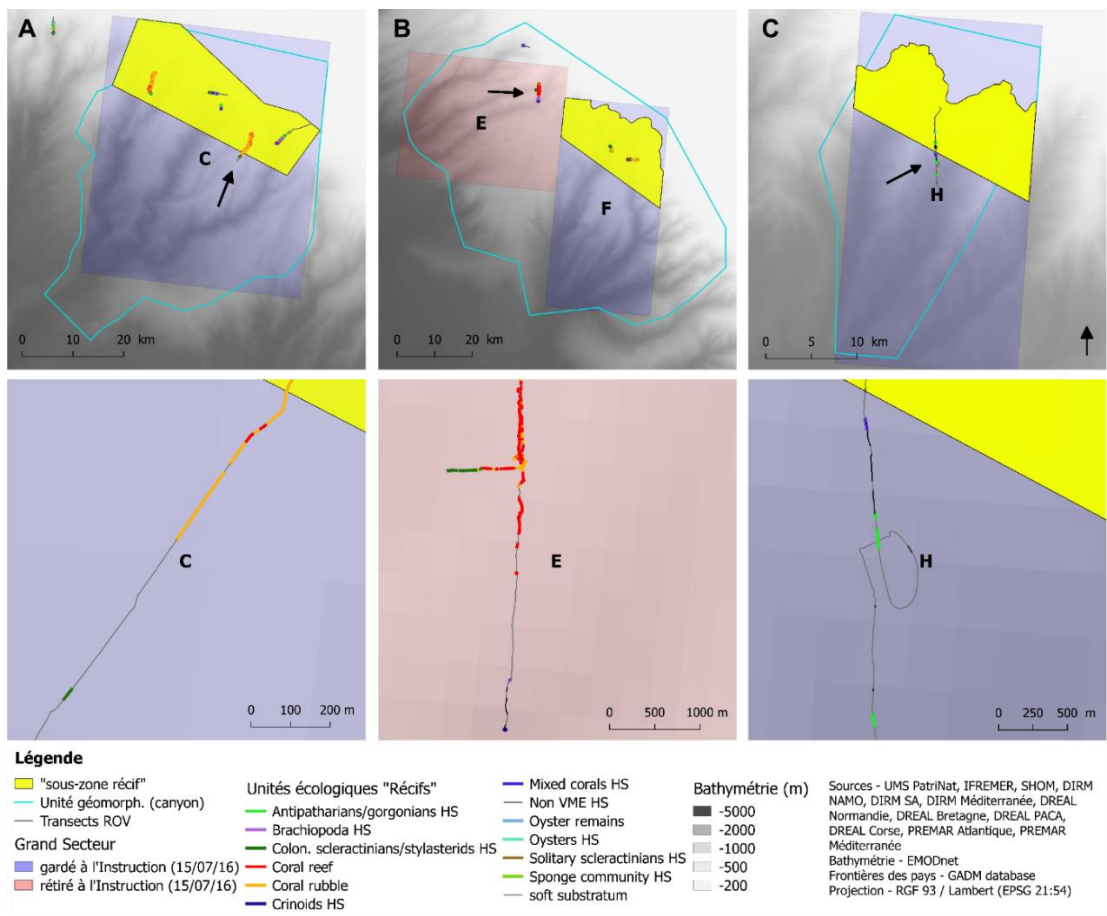 A
B
C
C
E
F
H
0 10 20 km
0 10 20 km
0 5 10 km
C
E
H
0 100 200 m
0 500 1000 m
0 250 500 m
Légende
"sous-zone récif"
Unité géomorph. (canyon)
Transects ROV
Grand Secteur
gardé à l'Instruction (15/07/16)
rétiré à l'Instruction (15/07/16)
Unités écologiques "Récifs"
Antipatharians/gorgonians HS
Brachiopoda HS
Colon. scleractinians/stylasterids HS
Coral reef
Coral rubble
Crinoids HS
Mixed corals HS
Non VME HS
Oyster remains
Oysters HS
Solitary scleractinians HS
Sponge community HS
soft substratum
Bathymétrie (m)
-5000
-2000
-1000
-500
-200
Sources - UMS PatriNat, IFREMER, SHOM, DIRM
NAMO, DIRM SA, DIRM Méditerranée, DREAL
Normandie, DREAL Bretagne, DREAL PACA,
DREAL Corse, PREMAR Atlantique, PREMAR
Méditerranée
Bathymétrie - EMODnet
Frontières des pays - GADM database
Projection - RGF 93 / Lambert (EPSG 21:54)